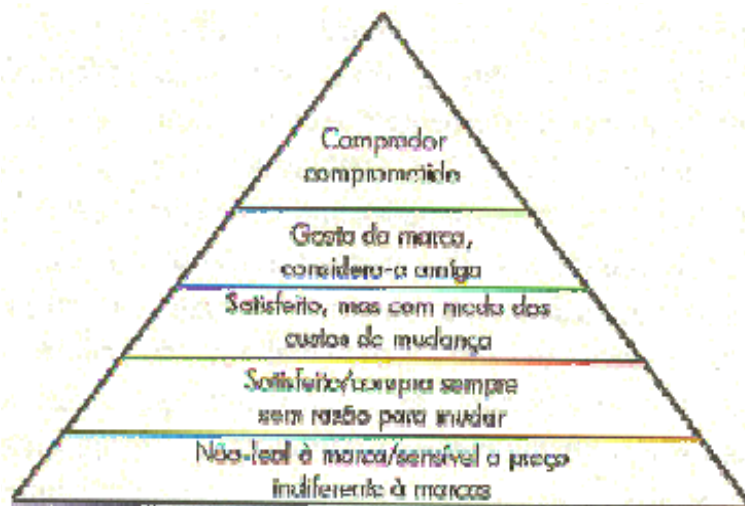 Comprador
comprometido
Gosta da marca,
considera-a amiga
Satisfeito, mas com medo dos
custos de mudança
Satisfeito/compra sempre
sem razão para mudar
Não-leal à marca/sensível a preço
indiferente à marcas